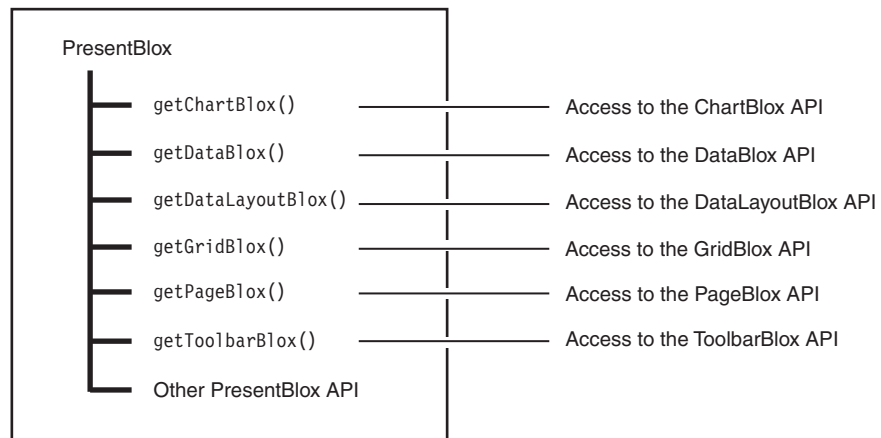 PresentBlox
getChartBlox() Access to the ChartBlox API
getDataBlox() Access to the DataBlox API
getDataLayoutBlox() Access to the DataLayoutBlox API
getGridBlox() Access to the GridBlox API
getPageBlox() Access to the PageBlox API
getToolbarBlox() Access to the ToolbarBlox API
Other PresentBlox API